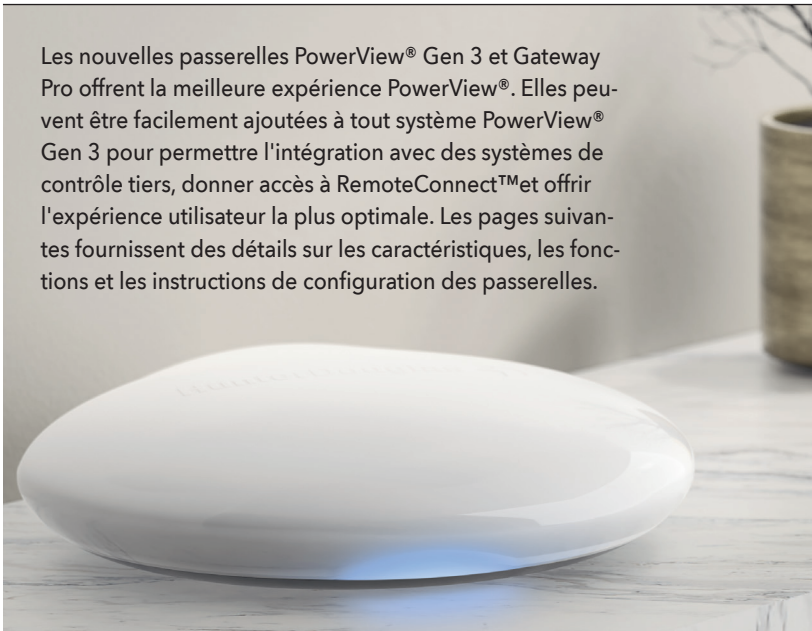 Les nouvelles passerelles PowerView® Gen 3 et Gateway
Pro offrent la meilleure expérience PowerView®. Elles peu-
vent être facilement ajoutées à tout système PowerView®
Gen 3 pour permettre l'intégration avec des systèmes de
contrôle tiers, donner accès à RemoteConnect™et offrir
l'expérience utilisateur la plus optimale. Les pages suivan-
tes fournissent des détails sur les caractéristiques, les fonc-
tions et les instructions de configuration des passerelles.